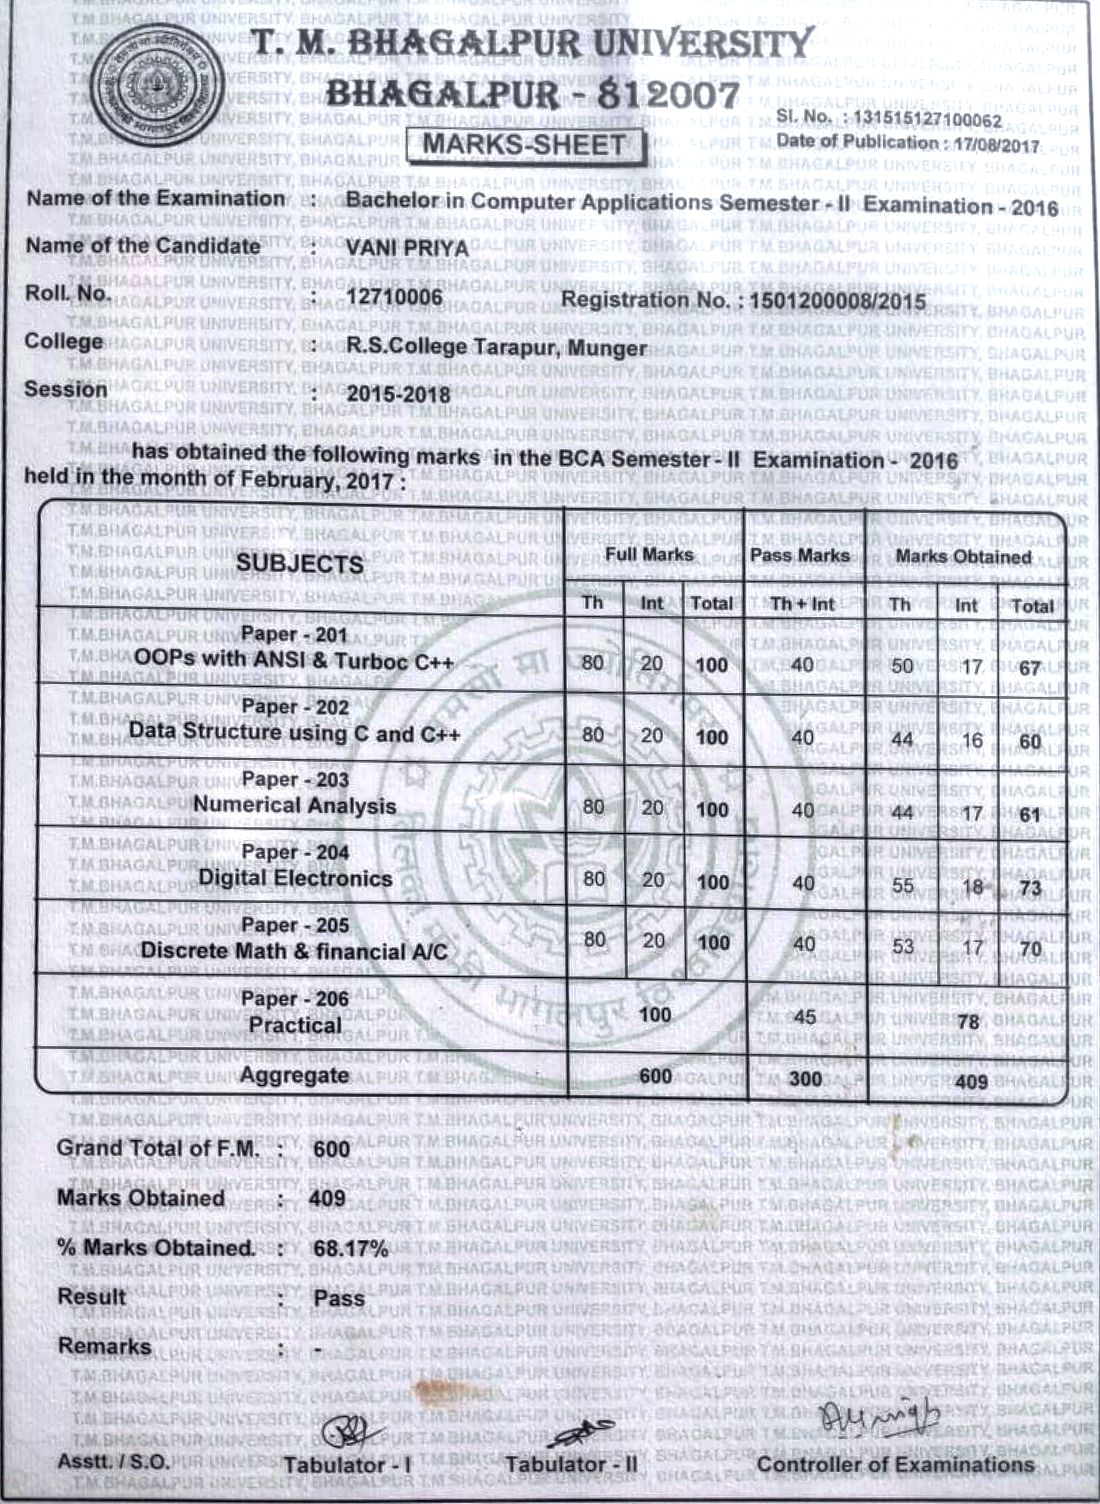 T. M. BHAGALPUR UNIVERSITY
BHAGALPUR - 812007
MARKS-SHEET
Sl. No. : 131515127100062
Date of Publication : 17/08/2017
Name of the Examination : Bachelor in Computer Applications Semester - II Examination - 2016
Name of the Candidate : VANI PRIYA
Roll. No. : 12710006 Registration No. : 1501200008/2015
College : R.S.College Tarapur, Munger
Session : 2015-2018
has obtained the following marks in the BCA Semester - II Examination - 2016
held in the month of February, 2017 :
SUBJECTS Full Marks Pass Marks Marks Obtained
Th Int Total Th + Int Th Int Total
Paper - 201
OOPs with ANSI & Turboc C++ 80 20 100 40 50 17 67
Paper - 202
Data Structure using C and C++ 80 20 100 40 44 16 60
Paper - 203
Numerical Analysis 80 20 100 40 44 17 61
Paper - 204
Digital Electronics 80 20 100 40 55 18 73
Paper - 205
Discrete Math & financial A/C 80 20 100 40 53 17 70
Paper - 206
Practical 100 45 78
Aggregate 600 300 409
Grand Total of F.M. : 600
Marks Obtained : 409
% Marks Obtained. : 68.17%
Result : Pass
Remarks : -
Asstt. / S.O. Tabulator - I Tabulator - II Controller of Examinations